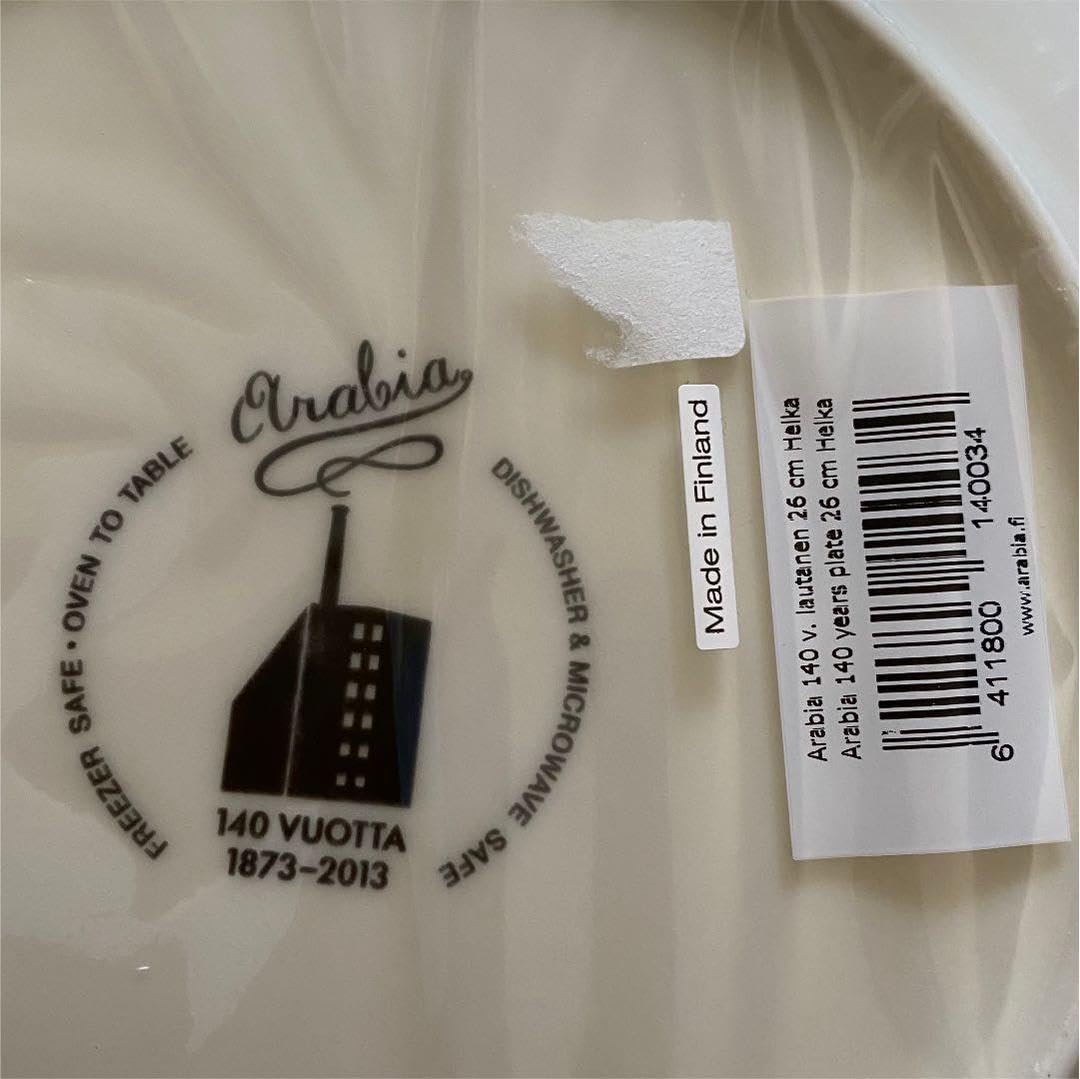 Arabia
FREEZER SAFE • OVEN TO TABLE
DISHWASHER & MICROWAVE SAFE
140 VUOTTA
1873-2013
Made in Finland
Arabia 140 v. lautanen 26 cm Helka
Arabia 140 years plate 26 cm Helka
6 411800 140034
www.arabia.fi